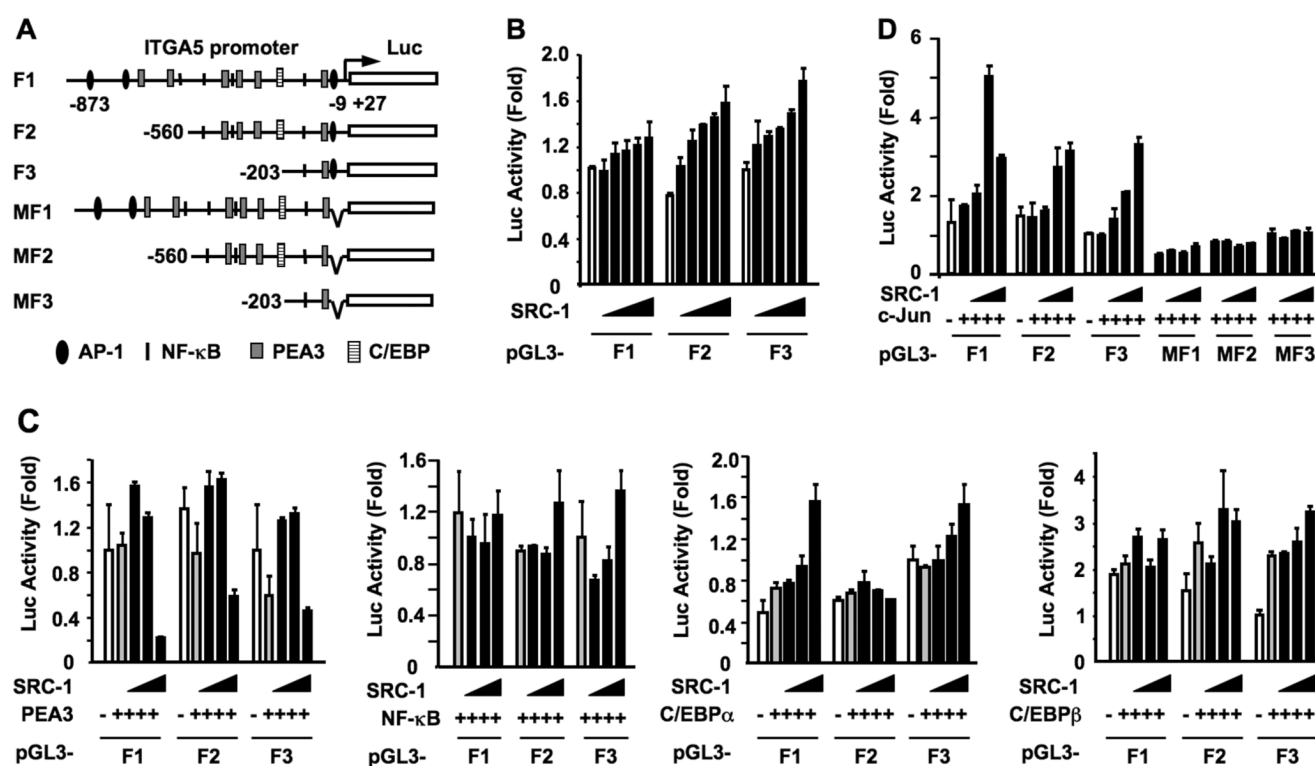 A
ITGA5 promoter
Luc
F1
-873
-9 +27
F2
-560
F3
-203
MF1
MF2
-560
MF3
-203
AP-1 NF-κB PEA3 C/EBP
B
Luc Activity (Fold)
2.0
1.6
1.2
0.8
0.4
0
SRC-1
pGL3- F1 F2 F3
D
Luc Activity (Fold)
6
4
2
0
SRC-1
c-Jun - ++++ - ++++ - ++++ ++++ ++++ ++++
pGL3- F1 F2 F3 MF1 MF2 MF3
C
Luc Activity (Fold)
1.6
1.2
0.8
0.4
0
SRC-1
PEA3 - ++++ - ++++ - ++++
pGL3- F1 F2 F3
Luc Activity (Fold)
1.6
1.2
0.8
0.4
0
SRC-1
NF-κB ++++ ++++ ++++
pGL3- F1 F2 F3
Luc Activity (Fold)
2.0
1.6
1.2
0.8
0.4
0
SRC-1
C/EBPα - ++++ - ++++ - ++++
pGL3- F1 F2 F3
Luc Activity (Fold)
4
3
2
1
0
SRC-1
C/EBPβ - ++++ - ++++ - ++++
pGL3- F1 F2 F3